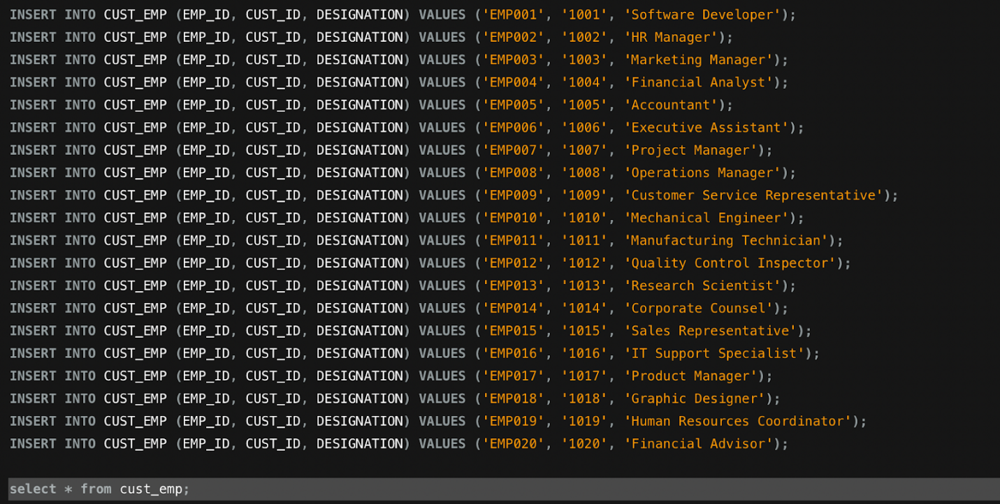 INSERT INTO CUST_EMP (EMP_ID, CUST_ID, DESIGNATION) VALUES ('EMP001', '1001', 'Software Developer');
INSERT INTO CUST_EMP (EMP_ID, CUST_ID, DESIGNATION) VALUES ('EMP002', '1002', 'HR Manager');
INSERT INTO CUST_EMP (EMP_ID, CUST_ID, DESIGNATION) VALUES ('EMP003', '1003', 'Marketing Manager');
INSERT INTO CUST_EMP (EMP_ID, CUST_ID, DESIGNATION) VALUES ('EMP004', '1004', 'Financial Analyst');
INSERT INTO CUST_EMP (EMP_ID, CUST_ID, DESIGNATION) VALUES ('EMP005', '1005', 'Accountant');
INSERT INTO CUST_EMP (EMP_ID, CUST_ID, DESIGNATION) VALUES ('EMP006', '1006', 'Executive Assistant');
INSERT INTO CUST_EMP (EMP_ID, CUST_ID, DESIGNATION) VALUES ('EMP007', '1007', 'Project Manager');
INSERT INTO CUST_EMP (EMP_ID, CUST_ID, DESIGNATION) VALUES ('EMP008', '1008', 'Operations Manager');
INSERT INTO CUST_EMP (EMP_ID, CUST_ID, DESIGNATION) VALUES ('EMP009', '1009', 'Customer Service Representative');
INSERT INTO CUST_EMP (EMP_ID, CUST_ID, DESIGNATION) VALUES ('EMP010', '1010', 'Mechanical Engineer');
INSERT INTO CUST_EMP (EMP_ID, CUST_ID, DESIGNATION) VALUES ('EMP011', '1011', 'Manufacturing Technician');
INSERT INTO CUST_EMP (EMP_ID, CUST_ID, DESIGNATION) VALUES ('EMP012', '1012', 'Quality Control Inspector');
INSERT INTO CUST_EMP (EMP_ID, CUST_ID, DESIGNATION) VALUES ('EMP013', '1013', 'Research Scientist');
INSERT INTO CUST_EMP (EMP_ID, CUST_ID, DESIGNATION) VALUES ('EMP014', '1014', 'Corporate Counsel');
INSERT INTO CUST_EMP (EMP_ID, CUST_ID, DESIGNATION) VALUES ('EMP015', '1015', 'Sales Representative');
INSERT INTO CUST_EMP (EMP_ID, CUST_ID, DESIGNATION) VALUES ('EMP016', '1016', 'IT Support Specialist');
INSERT INTO CUST_EMP (EMP_ID, CUST_ID, DESIGNATION) VALUES ('EMP017', '1017', 'Product Manager');
INSERT INTO CUST_EMP (EMP_ID, CUST_ID, DESIGNATION) VALUES ('EMP018', '1018', 'Graphic Designer');
INSERT INTO CUST_EMP (EMP_ID, CUST_ID, DESIGNATION) VALUES ('EMP019', '1019', 'Human Resources Coordinator');
INSERT INTO CUST_EMP (EMP_ID, CUST_ID, DESIGNATION) VALUES ('EMP020', '1020', 'Financial Advisor');
select * from cust_emp;